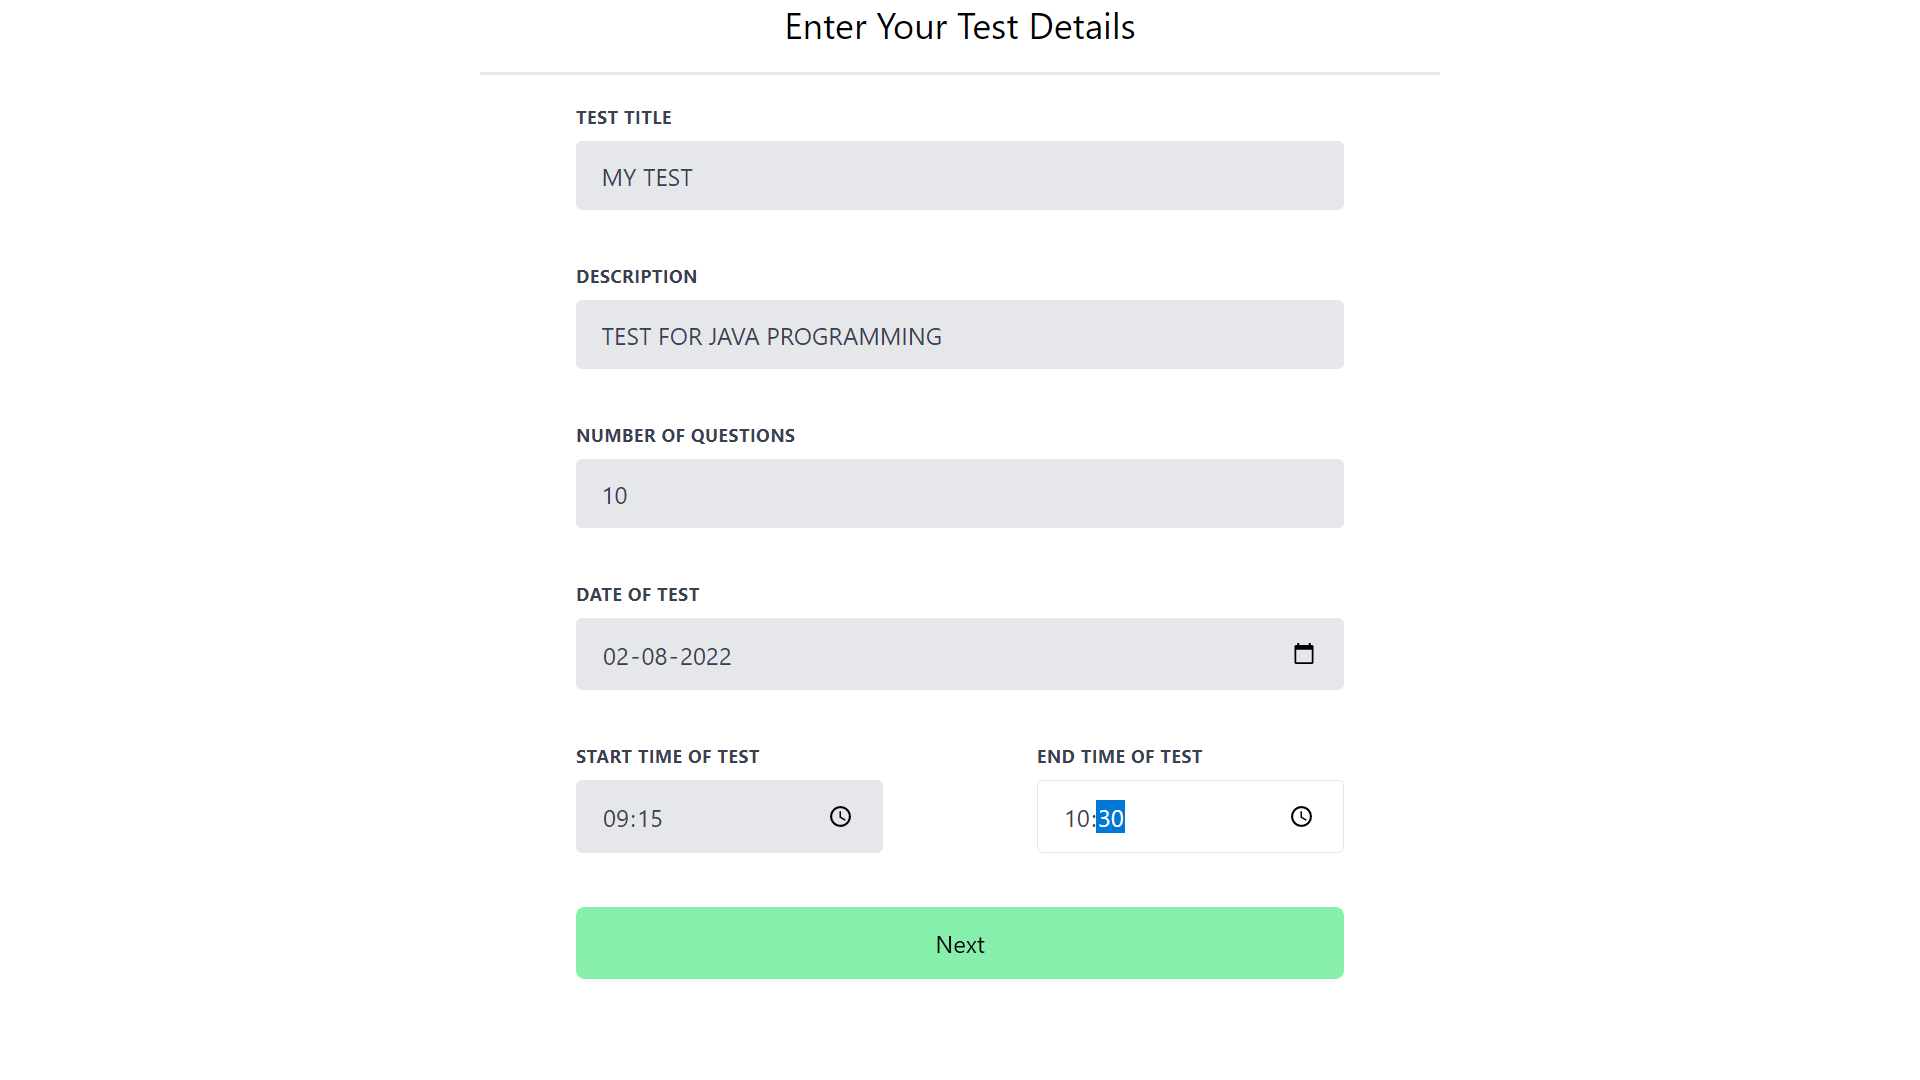 Enter Your Test Details
TEST TITLE
MY TEST
DESCRIPTION
TEST FOR JAVA PROGRAMMING
NUMBER OF QUESTIONS
10
DATE OF TEST
02-08-2022
START TIME OF TEST
09:15
END TIME OF TEST
10:30
Next